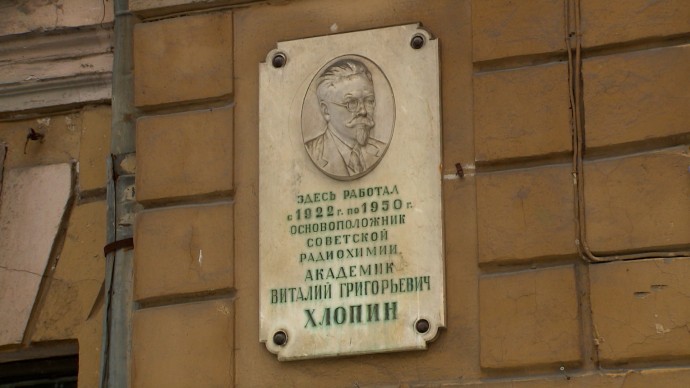 ЗДЕСЬ РАБОТАЛ
с 1922 г. по 1950 г.
ОСНОВОПОЛОЖНИК
СОВЕТСКОЙ
РАДИОХИМИИ
АКАДЕМИК
ВИТАЛИЙ ГРИГОРЬЕВИЧ
ХЛОПИН